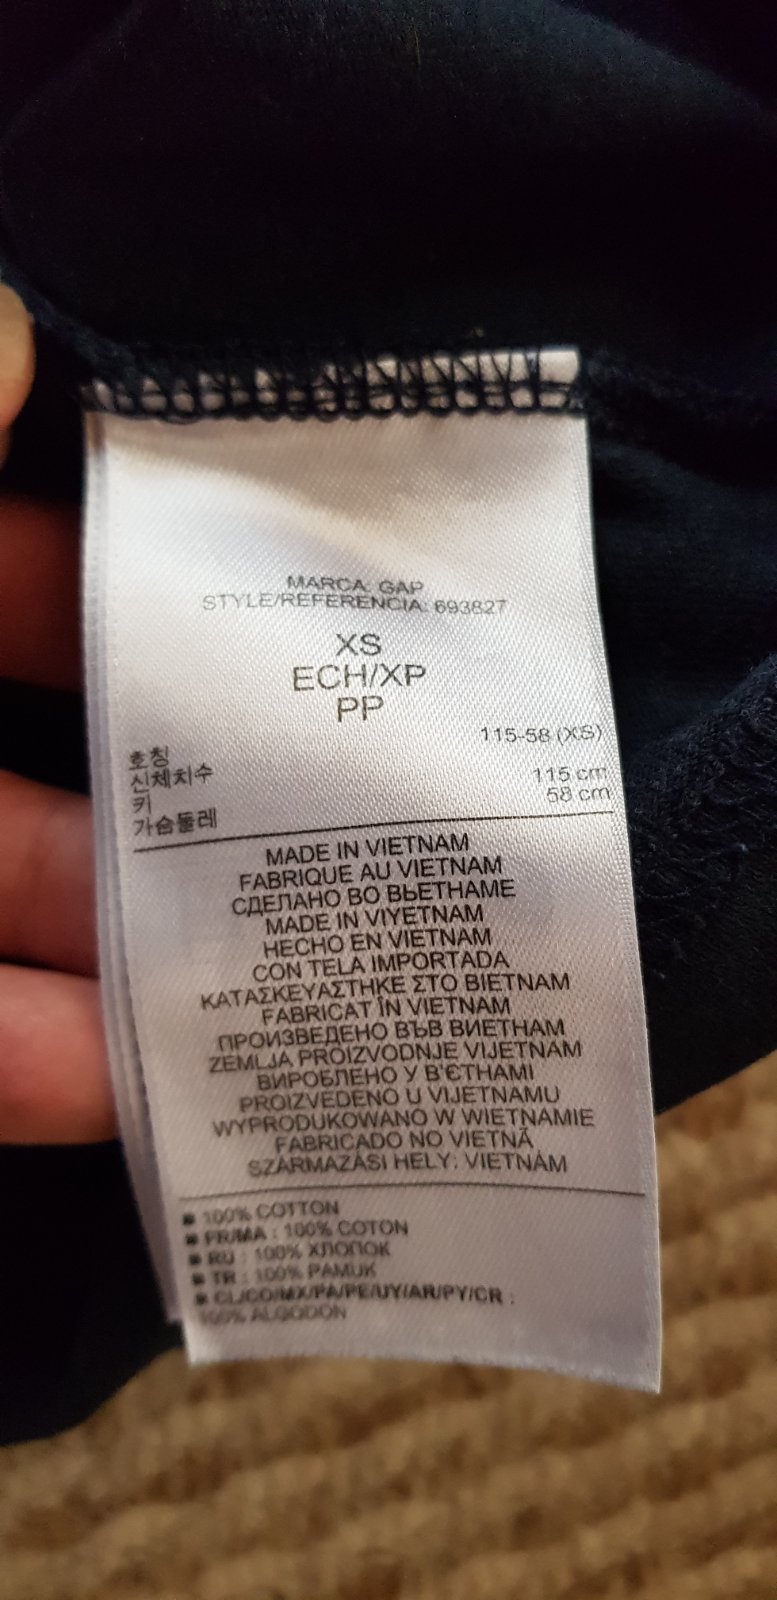 MARCA: GAP
STYLE/REFERENCIA: 693827
XS
ECH/XP
PP
호칭 115-58 (XS)
신체치수
키 115 cm
가슴둘레 58 cm
MADE IN VIETNAM
FABRIQUE AU VIETNAM
СДЕЛАНО ВО ВЬЕТНАМЕ
MADE IN VIYETNAM
HECHO EN VIETNAM
CON TELA IMPORTADA
ΚΑΤΑΣΚΕΥΑΣΤΗΚΕ ΣΤΟ ΒΙΕΤΝΑΜ
FABRICAT ÎN VIETNAM
ПРОИЗВЕДЕНО ВЪВ ВИЕТНАМ
ZEMLJA PROIZVODNJE VIJETNAM
ВИРОБЛЕНО У В'ЄТНАМІ
PROIZVEDENO U VIJETNAMU
WYPRODUKOWANO W WIETNAMIE
FABRICADO NO VIETNÃ
SZÁRMAZÁSI HELY: VIETNÁM
■ 100% COTTON
■ FR/MA : 100% COTON
■ RU : 100% ХЛОПОК
■ TR : 100% PAMUK
■ CL/CO/MX/PA/PE/UY/AR/PY/CR :
100% ALGODON